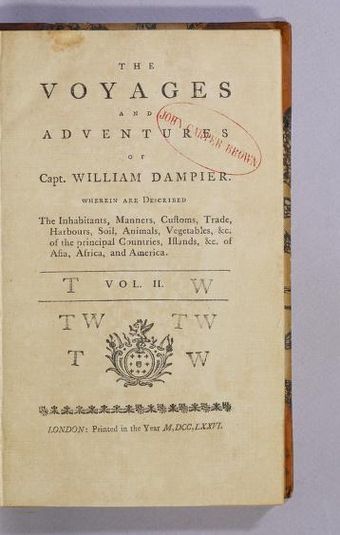 THE
VOYAGES
AND
ADVENTURES
OF
Capt. WILLIAM DAMPIER.
WHEREIN ARE DESCRIBED
The Inhabitants, Manners, Cuſtoms, Trade,
Harbours, Soil, Animals, Vegetables, &c.
of the principal Countries, Iſlands, &c. of
Aſia, Africa, and America.
JOHN CARTER BROWN
T VOL. II. W
TW TW
T W
LONDON: Printed in the Year M,DCC,LXXVI.